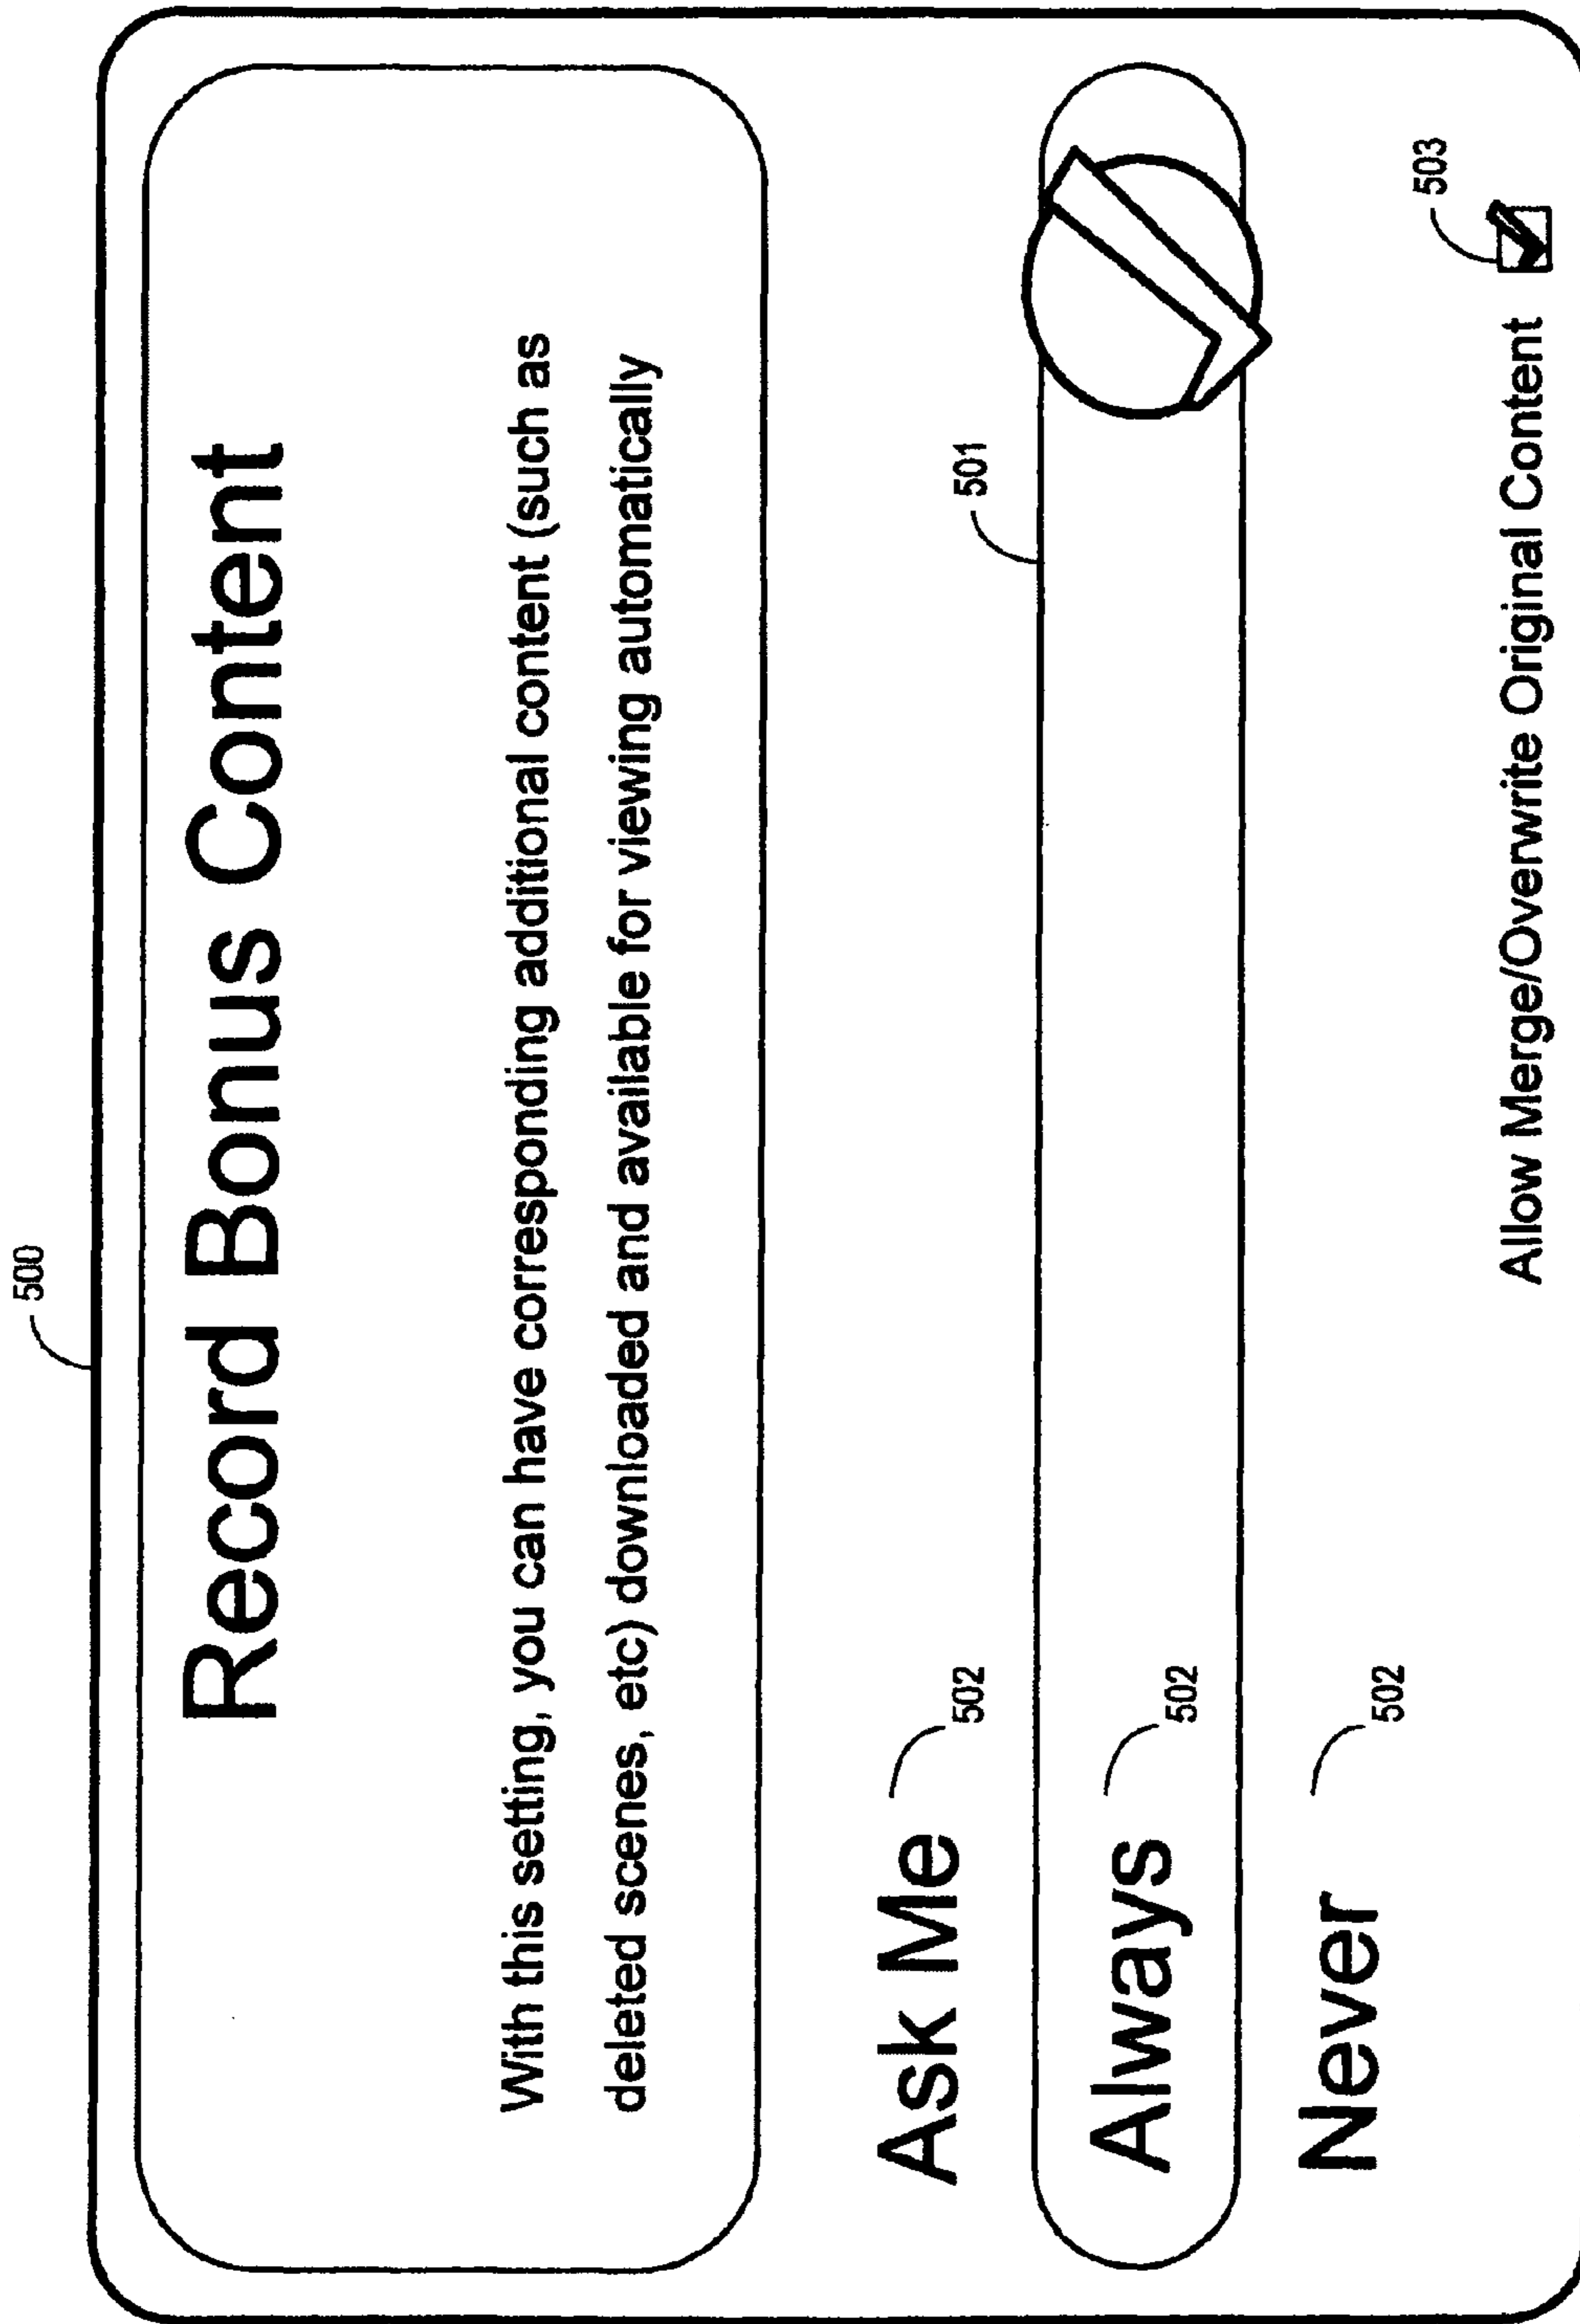 500
Record Bonus Content
With this setting, you can have corresponding additional content (such as
deleted scenes, etc) downloaded and available for viewing automatically
Ask Me
502
501
Always
502
Never
502
503
Allow Merge/Overwrite Original Content